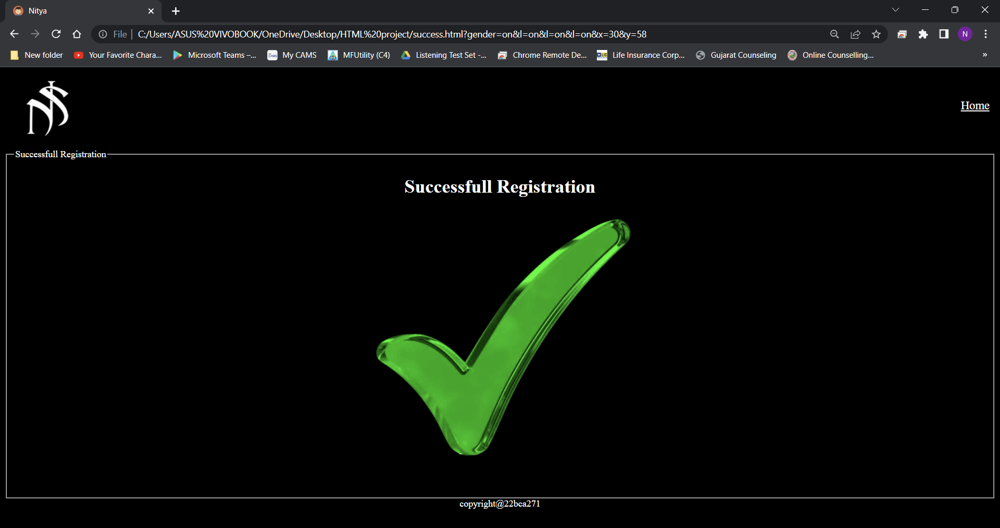 Nitya
File
C:/Users/ASUS%20VIVOBOOK/OneDrive/Desktop/HTML%20project/success.html?gender=on&l=on&l=on&l=on&x=30&y=58
N
New folder
Your Favorite Chara...
Microsoft Teams –...
CAMS My CAMS
MFUtility (C4)
Listening Test Set -...
Chrome Remote De...
LIC Life Insurance Corp...
Gujarat Counseling
Online Counselling...
»
Home
Successfull Registration
Successfull Registration
copyright@22bca271